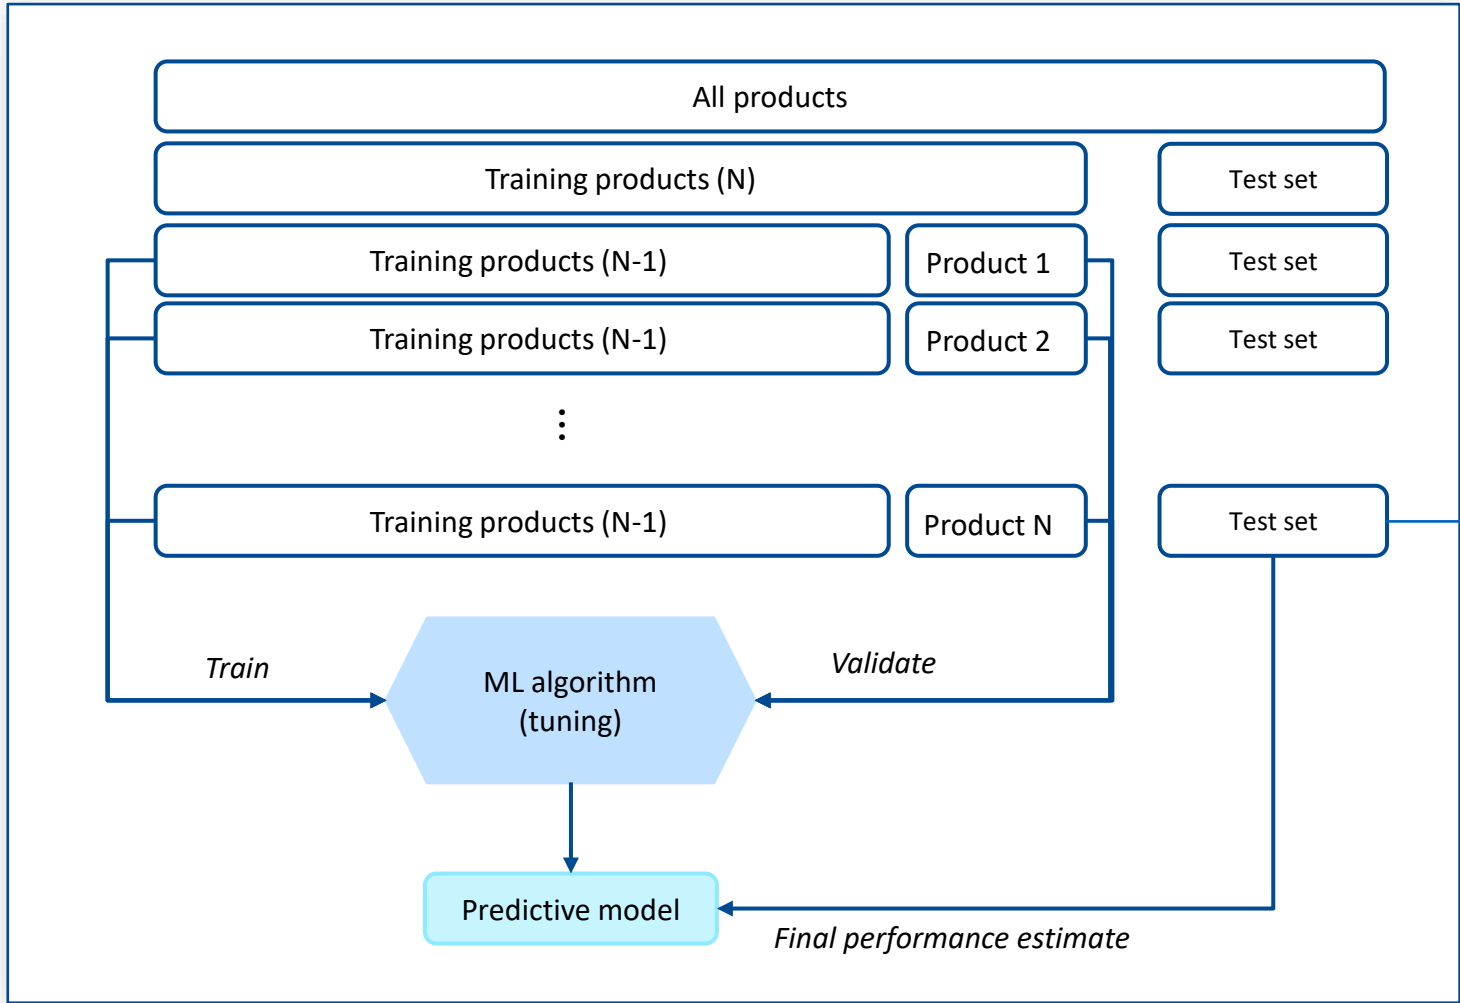 All products
Training products (N)
Test set
Training products (N-1)
Product 1
Test set
Training products (N-1)
Product 2
Test set
Training products (N-1)
Product N
Test set
Train
ML algorithm
(tuning)
Validate
Predictive model
Final performance estimate